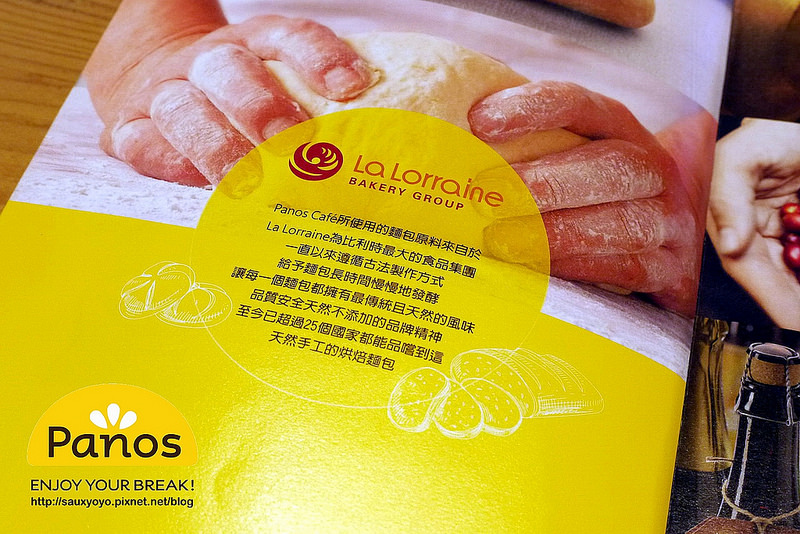 La Lorraine
BAKERY GROUP
Panos Café所使用的麵包原料來自於
La Lorraine為比利時最大的食品集團
一直以來遵循古法製作方式
給予麵包長時間慢慢地發酵
讓每一個麵包都擁有最傳統且天然的風味
品質安全天然不添加的品牌精神
至今已超過25個國家都能品嚐到這
天然手工的烘焙麵包
Panos
ENJOY YOUR BREAK!
http://sauxyoyo.pixnet.net/blog